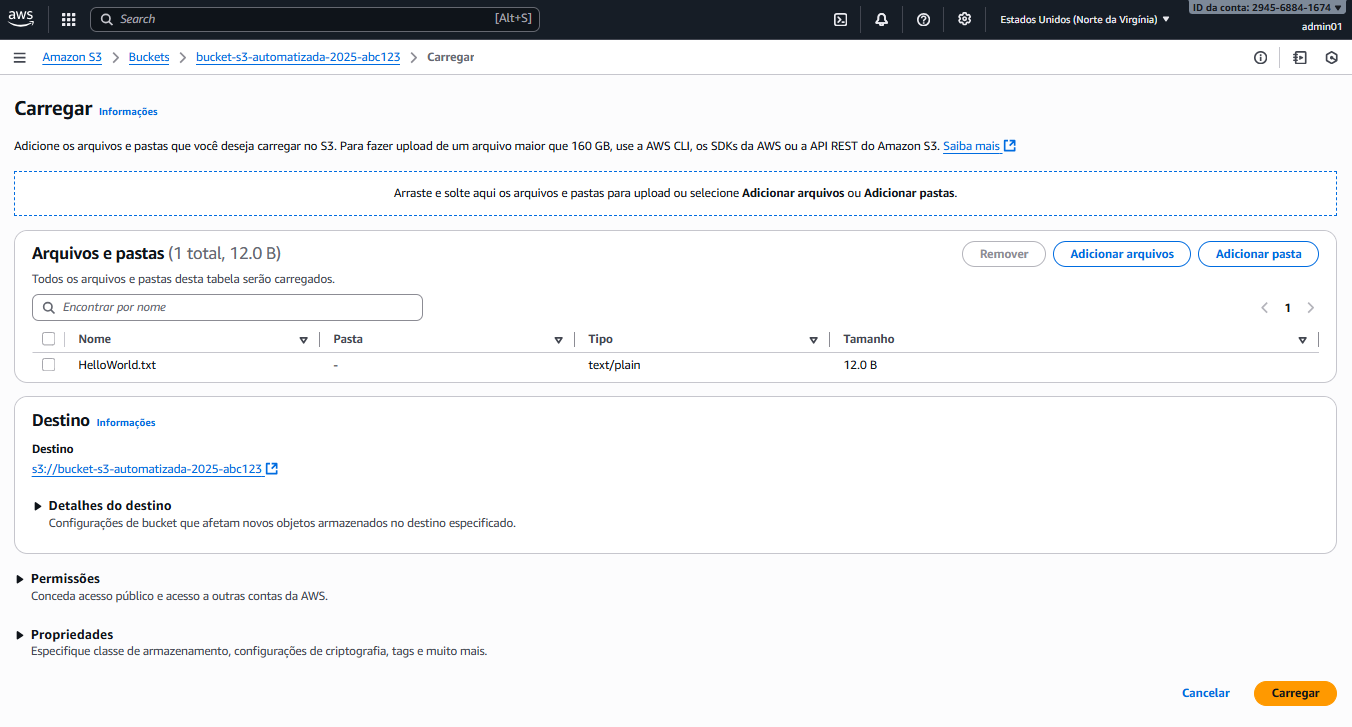 aws
Search
[Alt+S]
Estados Unidos (Norte da Virgínia)
ID da conta: 2945-6884-1674
admin01
Amazon S3
Buckets
bucket-s3-automatizada-2025-abc123
Carregar
Carregar Informações
Adicione os arquivos e pastas que você deseja carregar no S3. Para fazer upload de um arquivo maior que 160 GB, use a AWS CLI, os SDKs da AWS ou a API REST do Amazon S3. Saiba mais
Arraste e solte aqui os arquivos e pastas para upload ou selecione Adicionar arquivos ou Adicionar pastas.
Arquivos e pastas (1 total, 12.0 B)
Remover
Adicionar arquivos
Adicionar pasta
Todos os arquivos e pastas desta tabela serão carregados.
Encontrar por nome
1
Nome Pasta Tipo Tamanho
HelloWorld.txt - text/plain 12.0 B
Destino Informações
Destino
s3://bucket-s3-automatizada-2025-abc123
Detalhes do destino
Configurações de bucket que afetam novos objetos armazenados no destino especificado.
Permissões
Conceda acesso público e acesso a outras contas da AWS.
Propriedades
Especifique classe de armazenamento, configurações de criptografia, tags e muito mais.
Cancelar
Carregar